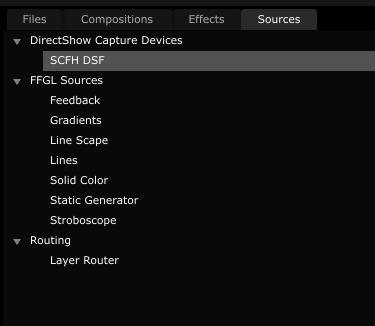 Files Compositions Effects Sources
DirectShow Capture Devices
SCFH DSF
FFGL Sources
Feedback
Gradients
Line Scape
Lines
Solid Color
Static Generator
Stroboscope
Routing
Layer Router